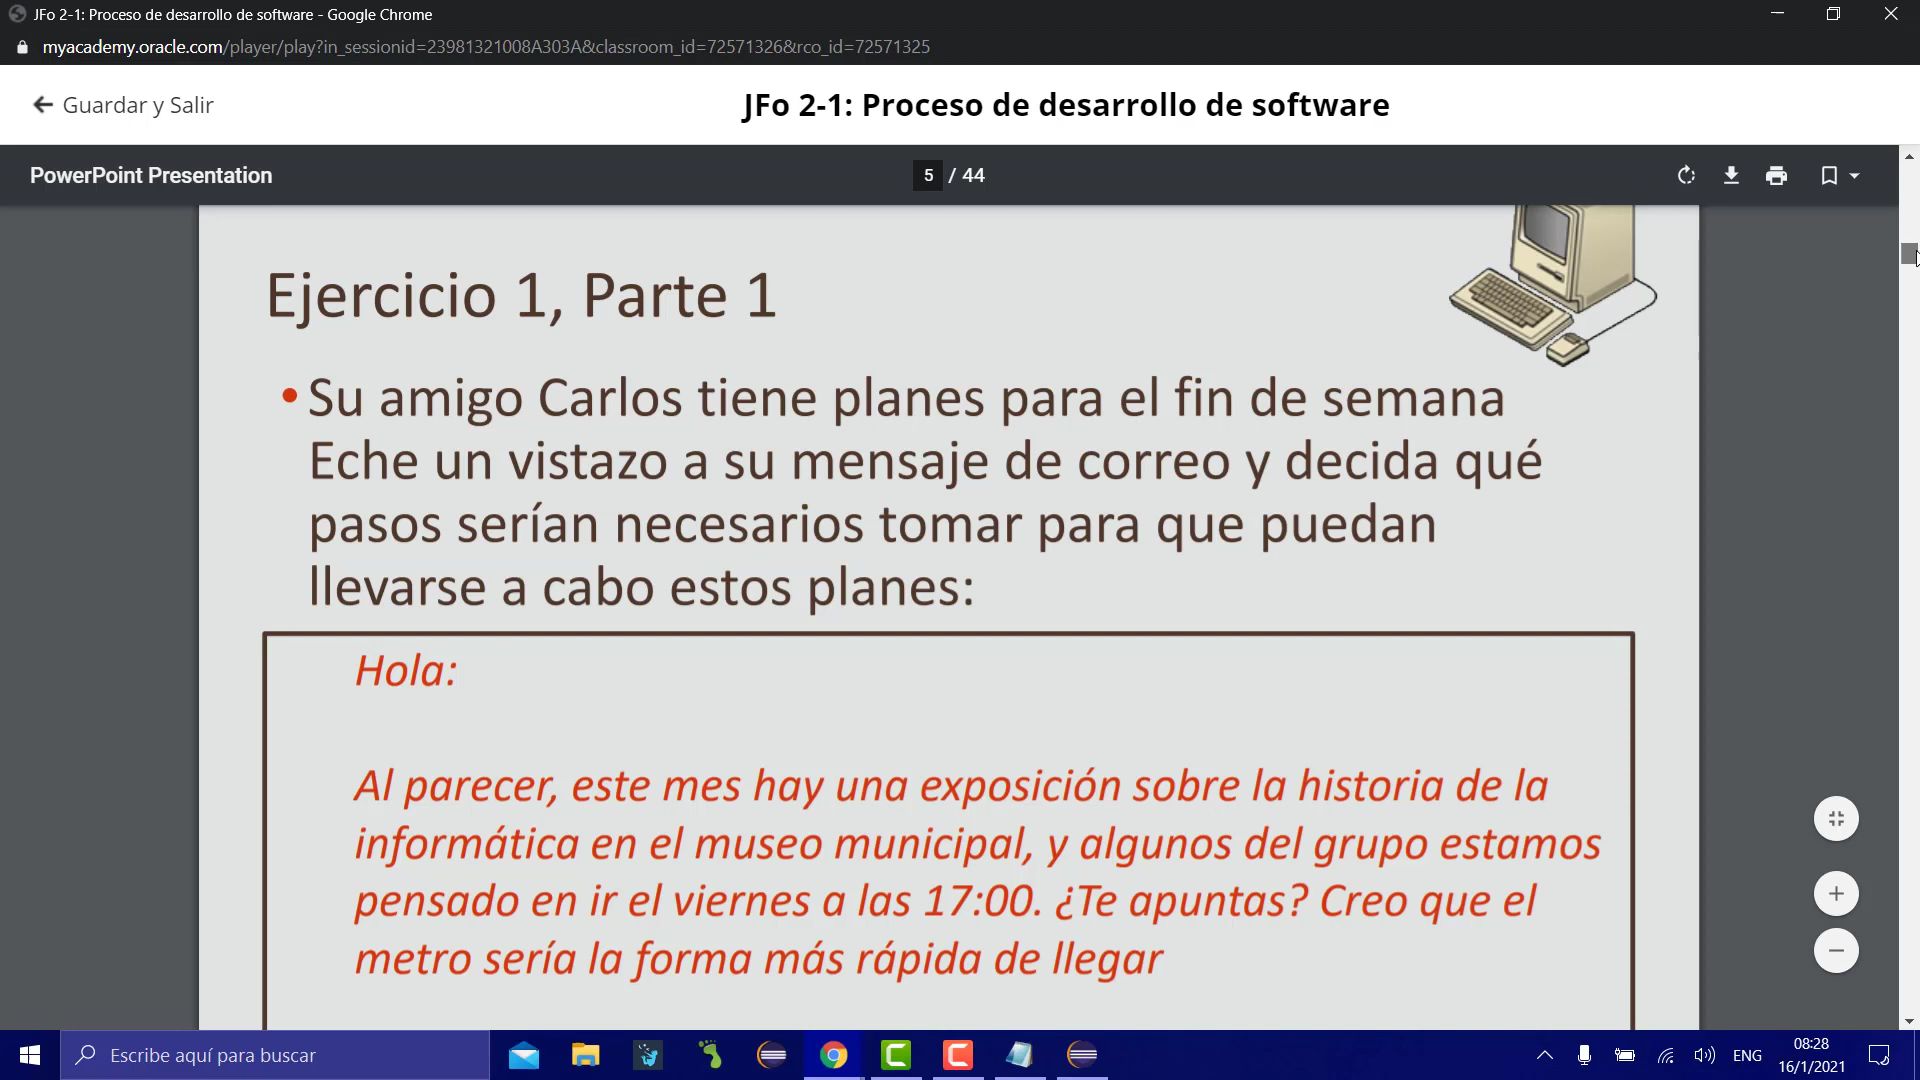 JFo 2-1: Proceso de desarrollo de software - Google Chrome
myacademy.oracle.com/player/play?in_sessionid=23981321008A303A&classroom_id=72571326&rco_id=72571325
Guardar y Salir
JFo 2-1: Proceso de desarrollo de software
PowerPoint Presentation
5 / 44
Ejercicio 1, Parte 1
• Su amigo Carlos tiene planes para el fin de semana
Eche un vistazo a su mensaje de correo y decida qué
pasos serían necesarios tomar para que puedan
llevarse a cabo estos planes:
Hola:
Al parecer, este mes hay una exposición sobre la historia de la
informática en el museo municipal, y algunos del grupo estamos
pensado en ir el viernes a las 17:00. ¿Te apuntas? Creo que el
metro sería la forma más rápida de llegar
Escribe aquí para buscar
ENG
08:28
16/1/2021